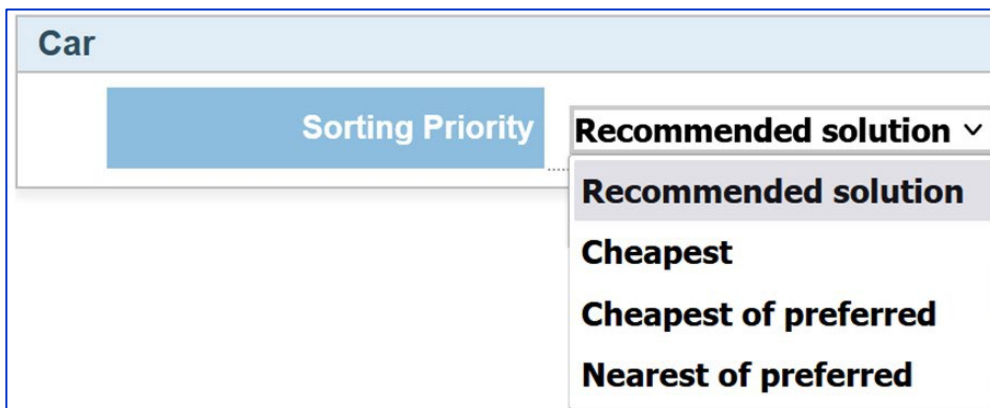 Car
Sorting Priority
Recommended solution
Recommended solution
Cheapest
Cheapest of preferred
Nearest of preferred